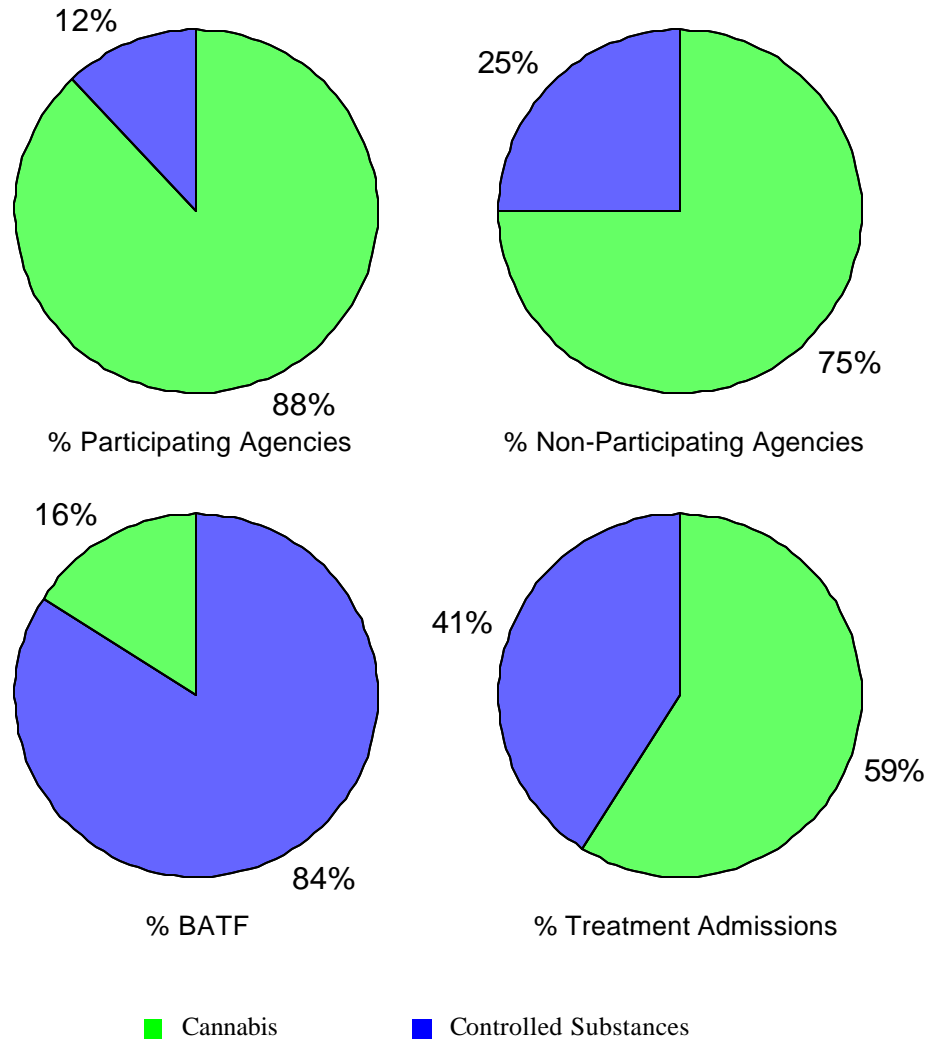 12%
25%
88%
75%
% Participating Agencies
% Non-Participating Agencies
16%
41%
59%
84%
% BATF
% Treatment Admissions
Cannabis
Controlled Substances